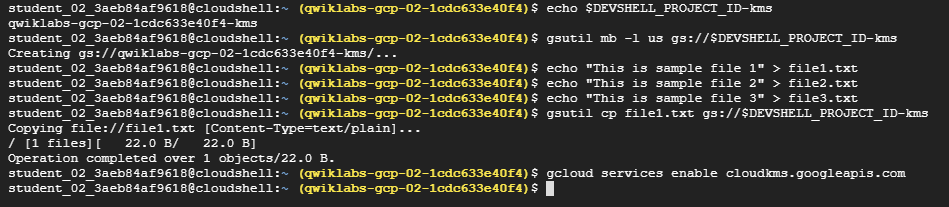 student_02_3aeb84af9618@cloudshell:~ (qwiklabs-gcp-02-1cdc633e40f4)$ echo $DEVSHELL_PROJECT_ID-kms
qwiklabs-gcp-02-1cdc633e40f4-kms
student_02_3aeb84af9618@cloudshell:~ (qwiklabs-gcp-02-1cdc633e40f4)$ gsutil mb -l us gs://$DEVSHELL_PROJECT_ID-kms
Creating gs://qwiklabs-gcp-02-1cdc633e40f4-kms/...
student_02_3aeb84af9618@cloudshell:~ (qwiklabs-gcp-02-1cdc633e40f4)$ echo "This is sample file 1" > file1.txt
student_02_3aeb84af9618@cloudshell:~ (qwiklabs-gcp-02-1cdc633e40f4)$ echo "This is sample file 2" > file2.txt
student_02_3aeb84af9618@cloudshell:~ (qwiklabs-gcp-02-1cdc633e40f4)$ echo "This is sample file 3" > file3.txt
student_02_3aeb84af9618@cloudshell:~ (qwiklabs-gcp-02-1cdc633e40f4)$ gsutil cp file1.txt gs://$DEVSHELL_PROJECT_ID-kms
Copying file://file1.txt [Content-Type=text/plain]...
/ [1 files][   22.0 B/   22.0 B]
Operation completed over 1 objects/22.0 B.
student_02_3aeb84af9618@cloudshell:~ (qwiklabs-gcp-02-1cdc633e40f4)$ gcloud services enable cloudkms.googleapis.com
student_02_3aeb84af9618@cloudshell:~ (qwiklabs-gcp-02-1cdc633e40f4)$